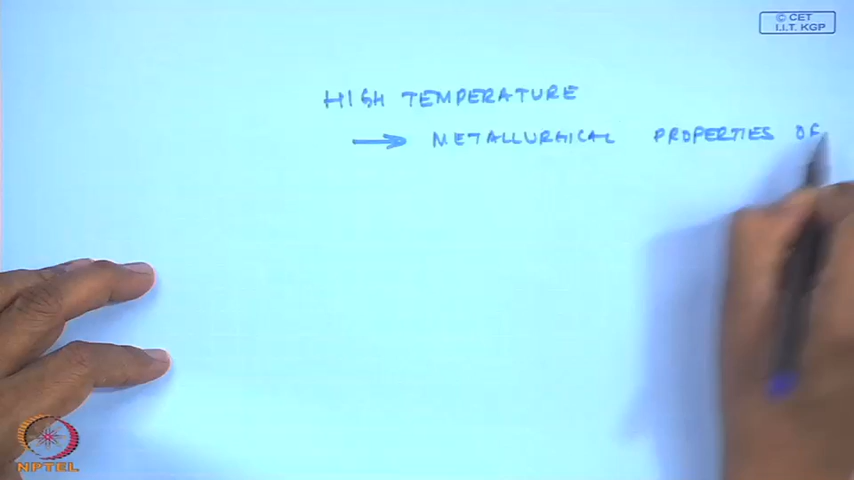 © CET
I.I.T. KGP
HIGH TEMPERATURE
→ METALLURGICAL PROPERTIES OF
NPTEL